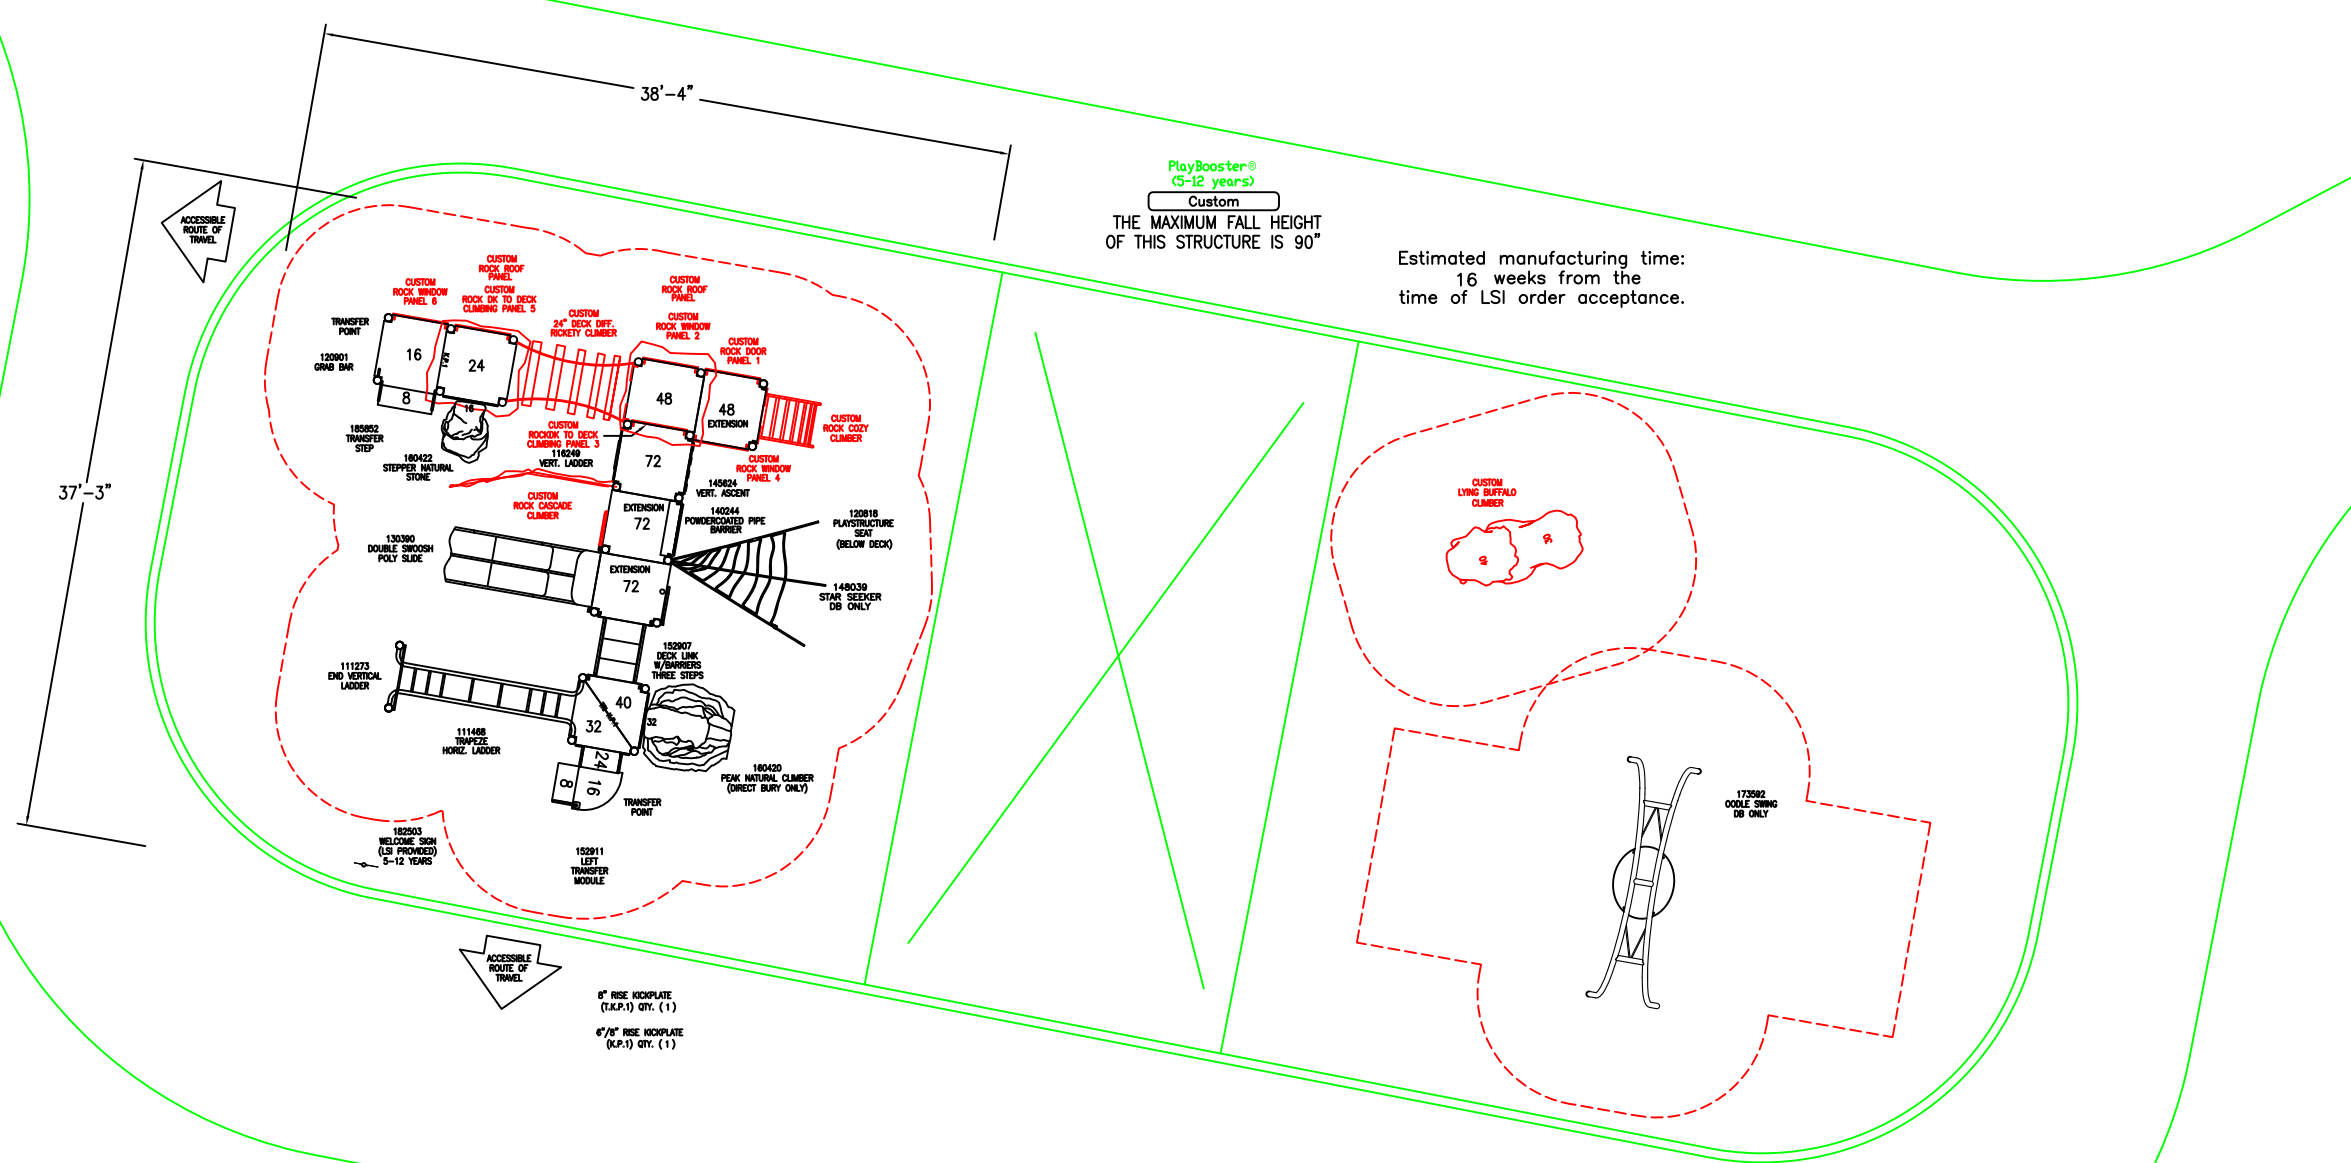 38'-4"
37'-3"
PlayBooster®
(5-12 years)
Custom
THE MAXIMUM FALL HEIGHT
OF THIS STRUCTURE IS 90"
Estimated manufacturing time:
16 weeks from the
time of LSI order acceptance.
ACCESSIBLE
ROUTE OF
TRAVEL
CUSTOM
ROCK ROOF
PANEL
CUSTOM
ROCK WINDOW
PANEL 6
CUSTOM
ROCK DK TO DECK
CLIMBING PANEL 5
CUSTOM
24" DECK DIFF.
RICKETY CLIMBER
CUSTOM
ROCK ROOF
PANEL
CUSTOM
ROCK WINDOW
PANEL 2
CUSTOM
ROCK DOOR
PANEL 1
TRANSFER
POINT
120901
GRAB BAR
16
24
K.P.1
8
16
48
48
EXTENSION
CUSTOM
ROCK COZY
CLIMBER
185852
TRANSFER
STEP
160422
STEPPER NATURAL
STONE
CUSTOM
ROCKDK TO DECK
CLIMBING PANEL 3
116249
VERT. LADDER
72
CUSTOM
ROCK WINDOW
PANEL 4
145624
VERT. ASCENT
CUSTOM
ROCK CASCADE
CLIMBER
EXTENSION
72
140244
POWDERCOATED PIPE
BARRIER
120818
PLAYSTRUCTURE
SEAT
(BELOW DECK)
130390
DOUBLE SWOOSH
POLY SLIDE
EXTENSION
72
148039
STAR SEEKER
DB ONLY
152907
DECK LINK
W/BARRIERS
THREE STEPS
111273
END VERTICAL
LADDER
40
32
32
111468
TRAPEZE
HORIZ. LADDER
24
16
8
160420
PEAK NATURAL CLIMBER
(DIRECT BURY ONLY)
TRANSFER
POINT
182503
WELCOME SIGN
(LSI PROVIDED)
5-12 YEARS
152911
LEFT
TRANSFER
MODULE
ACCESSIBLE
ROUTE OF
TRAVEL
8" RISE KICKPLATE
(T.K.P.1) QTY. ( 1 )
6"/8" RISE KICKPLATE
(K.P.1) QTY. ( 1 )
CUSTOM
LYING BUFFALO
CLIMBER
173592
OODLE SWING
DB ONLY